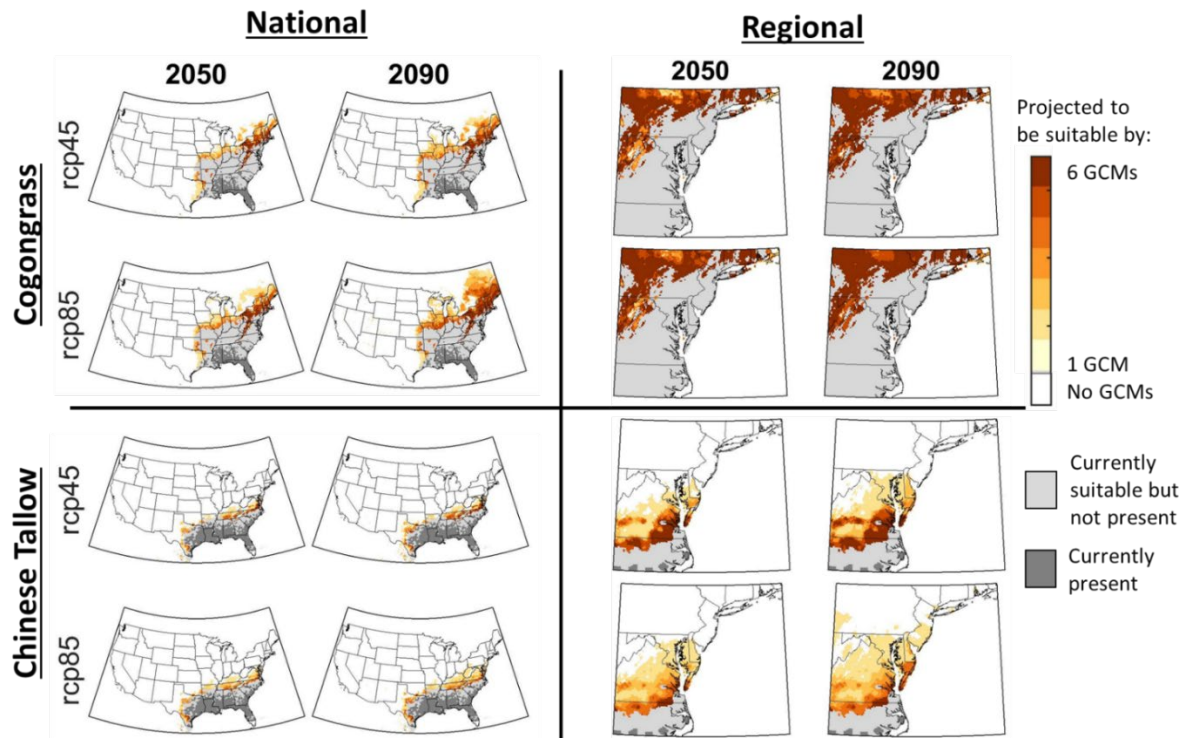 National
Regional
2050
2090
2050
2090
Cogongrass
rcp45
rcp85
Projected to
be suitable by:
6 GCMs
1 GCM
No GCMs
Chinese Tallow
rcp45
rcp85
Currently
suitable but
not present
Currently
present